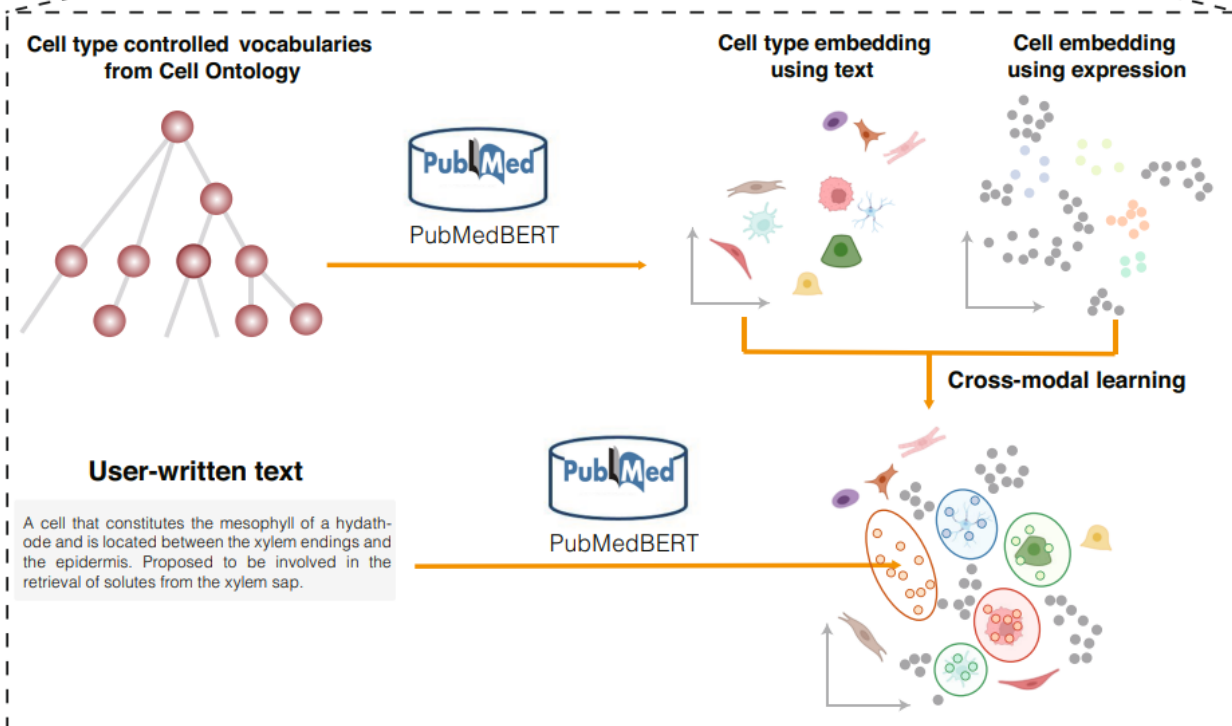 Cell type controlled vocabularies
from Cell Ontology
Cell type embedding
using text
Cell embedding
using expression
PubMed
PubMedBERT
Cross-modal learning
User-written text
PubMed
PubMedBERT
A cell that constitutes the mesophyll of a hydath-
ode and is located between the xylem endings and
the epidermis. Proposed to be involved in the
retrieval of solutes from the xylem sap.